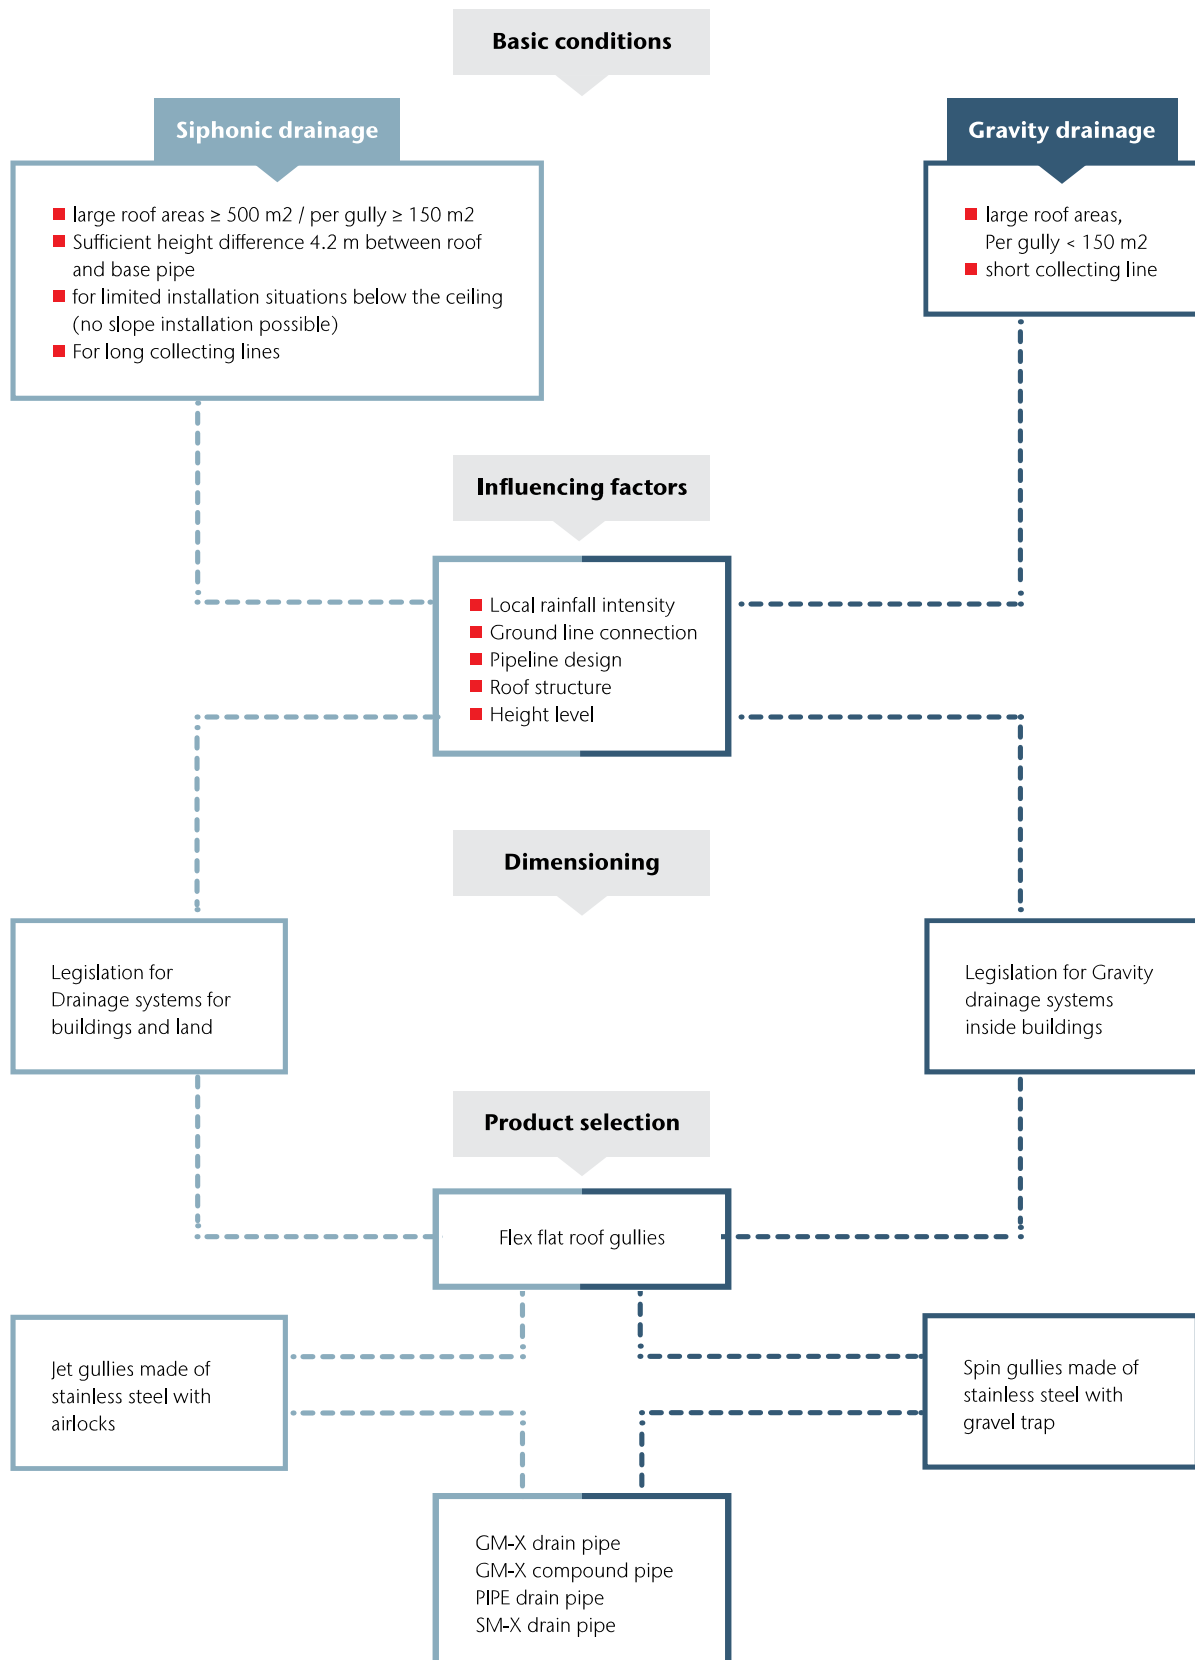 Basic conditions
Siphonic drainage
large roof areas ≥ 500 m2 / per gully ≥ 150 m2
Sufficient height difference 4.2 m between roof
and base pipe
for limited installation situations below the ceiling
(no slope installation possible)
For long collecting lines
Gravity drainage
large roof areas,
Per gully < 150 m2
short collecting line
Influencing factors
Local rainfall intensity
Ground line connection
Pipeline design
Roof structure
Height level
Dimensioning
Legislation for
Drainage systems for
buildings and land
Legislation for Gravity
drainage systems
inside buildings
Product selection
Flex flat roof gullies
Jet gullies made of
stainless steel with
airlocks
Spin gullies made of
stainless steel with
gravel trap
GM-X drain pipe
GM-X compound pipe
PIPE drain pipe
SM-X drain pipe